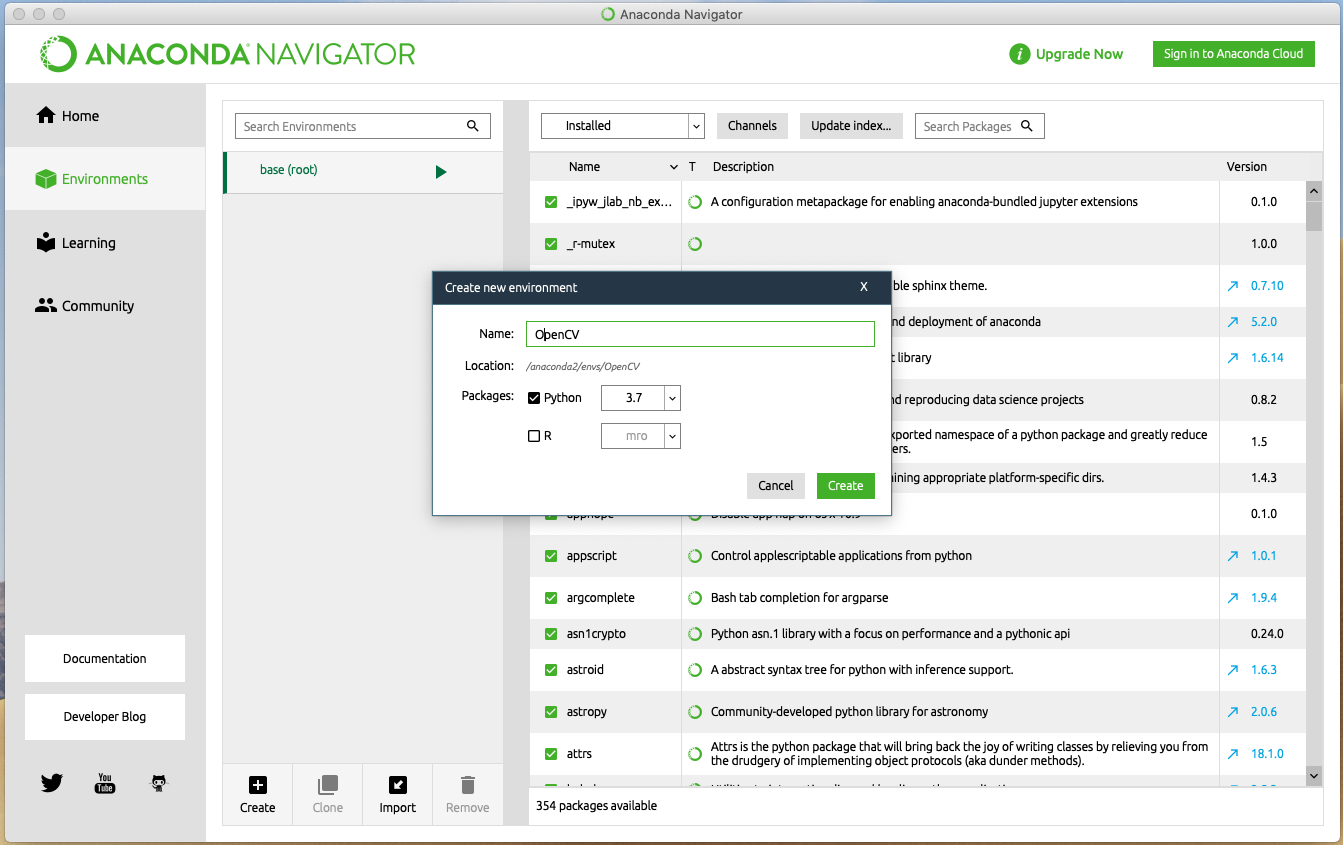 Anaconda Navigator
ANACONDA NAVIGATOR
Upgrade Now
Sign in to Anaconda Cloud
Home
Environments
Learning
Community
Documentation
Developer Blog
You
Tube
Search Environments
base (root)
Create
Clone
Import
Remove
Installed
Channels
Update index...
Search Packages
Name T Description Version
_ipyw_jlab_nb_ex... A configuration metapackage for enabling anaconda-bundled jupyter extensions 0.1.0
_r-mutex 1.0.0
ble sphinx theme. 0.7.10
nd deployment of anaconda 5.2.0
t library 1.6.14
nd reproducing data science projects 0.8.2
xported namespace of a python package and greatly reduce
ers. 1.5
ining appropriate platform-specific dirs. 1.4.3
0.1.0
appscript Control applescriptable applications from python 1.0.1
argcomplete Bash tab completion for argparse 1.9.4
asn1crypto Python asn.1 library with a focus on performance and a pythonic api 0.24.0
astroid A abstract syntax tree for python with inference support. 1.6.3
astropy Community-developed python library for astronomy 2.0.6
attrs Attrs is the python package that will bring back the joy of writing classes by relieving you from
the drudgery of implementing object protocols (aka dunder methods). 18.1.0
354 packages available
Create new environment X
Name: OpenCV
Location: /anaconda2/envs/OpenCV
Packages: Python 3.7
R mro
Cancel
Create